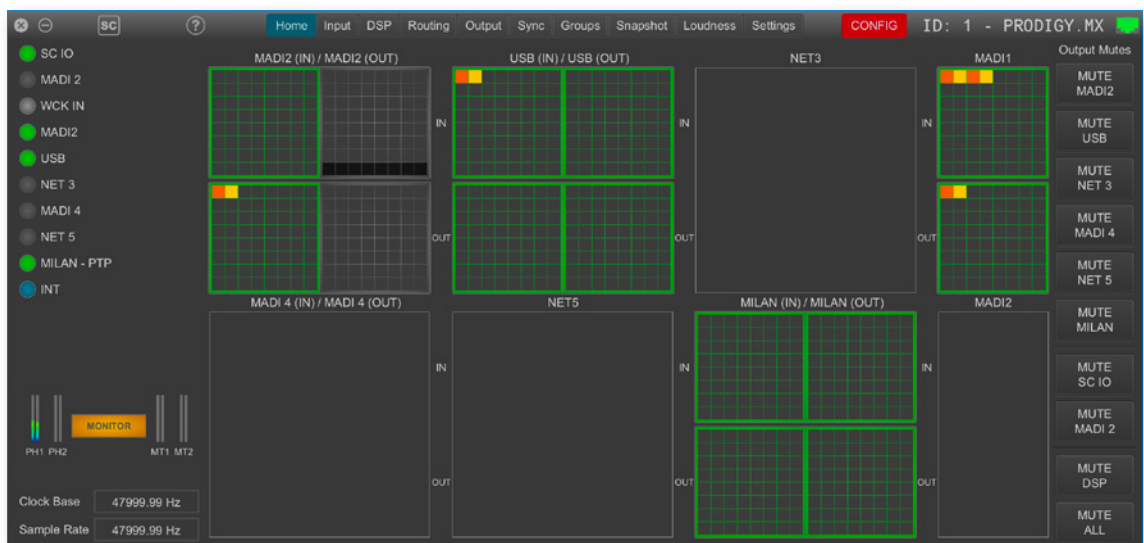 SC
?
Home Input DSP Routing Output Sync Groups Snapshot Loudness Settings
CONFIG
ID: 1 - PRODIGY.MX
SC IO
MADI 2
WCK IN
MADI2
USB
NET 3
MADI 4
NET 5
MILAN - PTP
INT
MONITOR
PH1 PH2
MT1 MT2
Clock Base 47999.99 Hz
Sample Rate 47999.99 Hz
MADI2 (IN) / MADI2 (OUT)
USB (IN) / USB (OUT)
NET3
MADI1
IN
IN
IN
OUT
OUT
OUT
MADI 4 (IN) / MADI 4 (OUT)
NET5
MILAN (IN) / MILAN (OUT)
MADI2
IN
IN
IN
OUT
OUT
OUT
Output Mutes
MUTE
MADI2
MUTE
USB
MUTE
NET 3
MUTE
MADI 4
MUTE
NET 5
MUTE
MILAN
MUTE
SC IO
MUTE
MADI 2
MUTE
DSP
MUTE
ALL